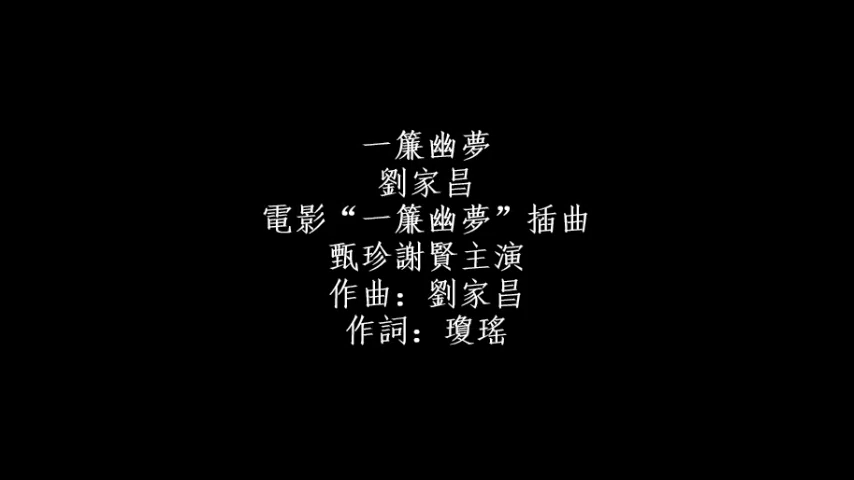 一簾幽夢
劉家昌
電影“一簾幽夢”插曲
甄珍謝賢主演
作曲：劉家昌
作詞：瓊瑤